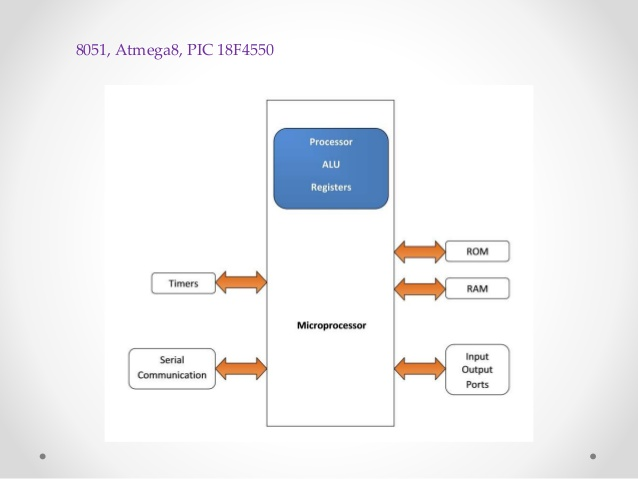 8051, Atmega8, PIC 18F4550
Processor
ALU
Registers
ROM
Timers
RAM
Microprocessor
Serial
Communication
Input
Output
Ports